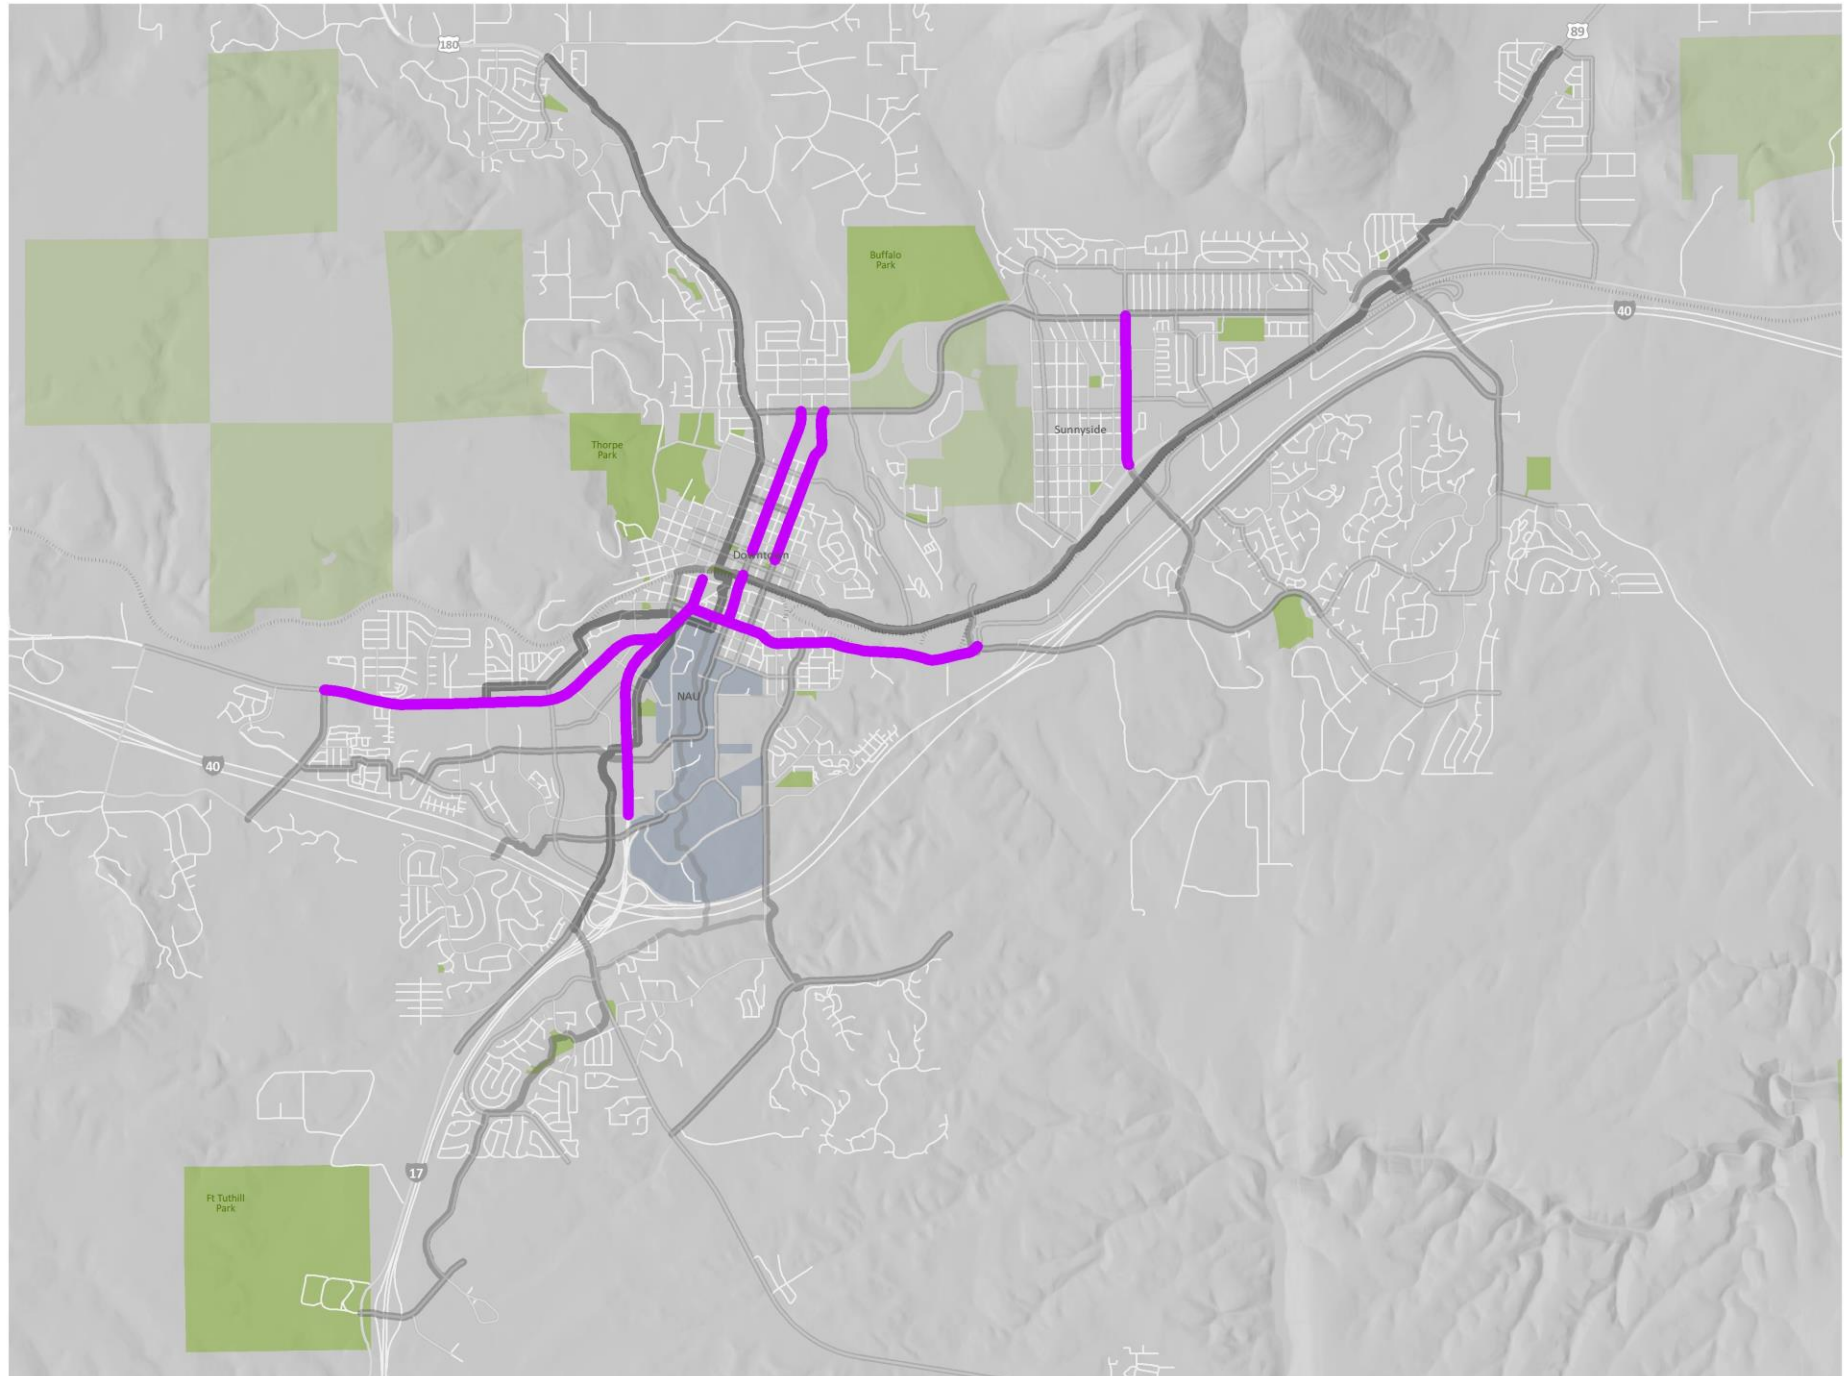 180
89
Buffalo
Park
40
Sunnyside
Thorpe
Park
Downtown
NAU
40
17
Ft Tuthill
Park